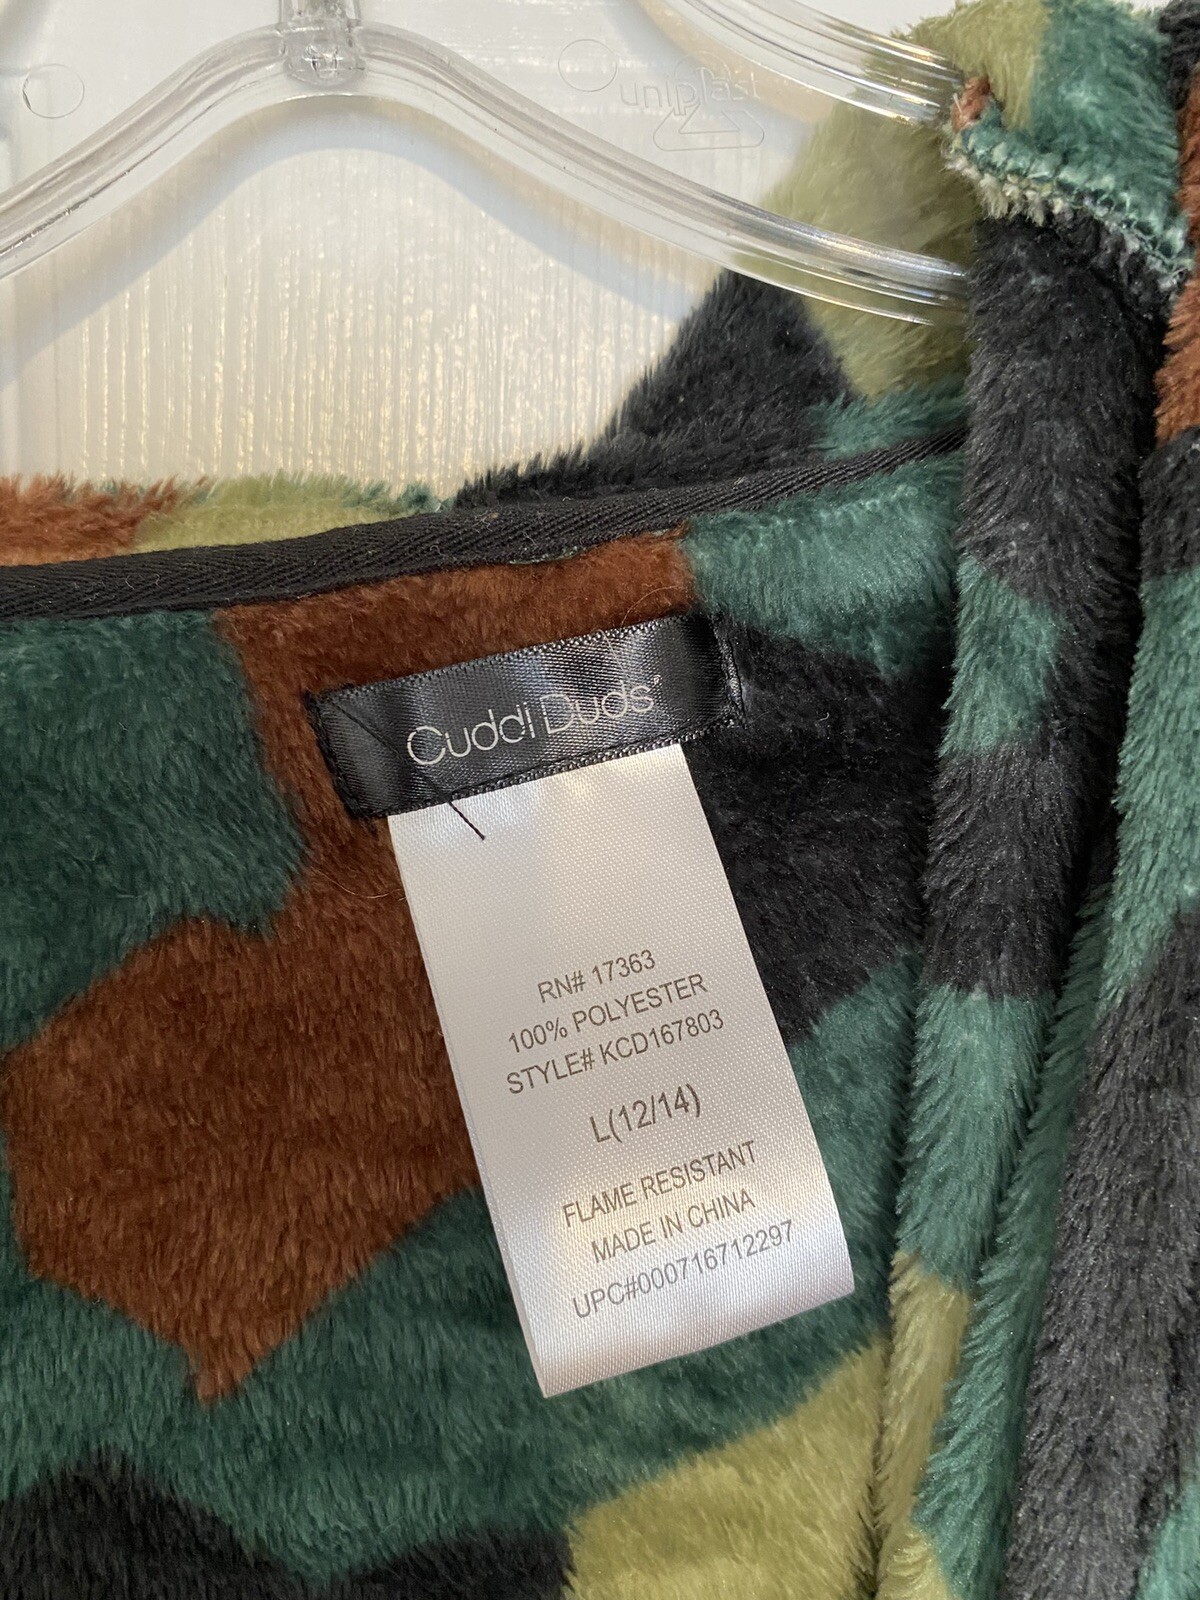 uniplast
Cuddl Duds®
RN# 17363
100% POLYESTER
STYLE# KCD167803
L(12/14)
FLAME RESISTANT
MADE IN CHINA
UPC#000716712297